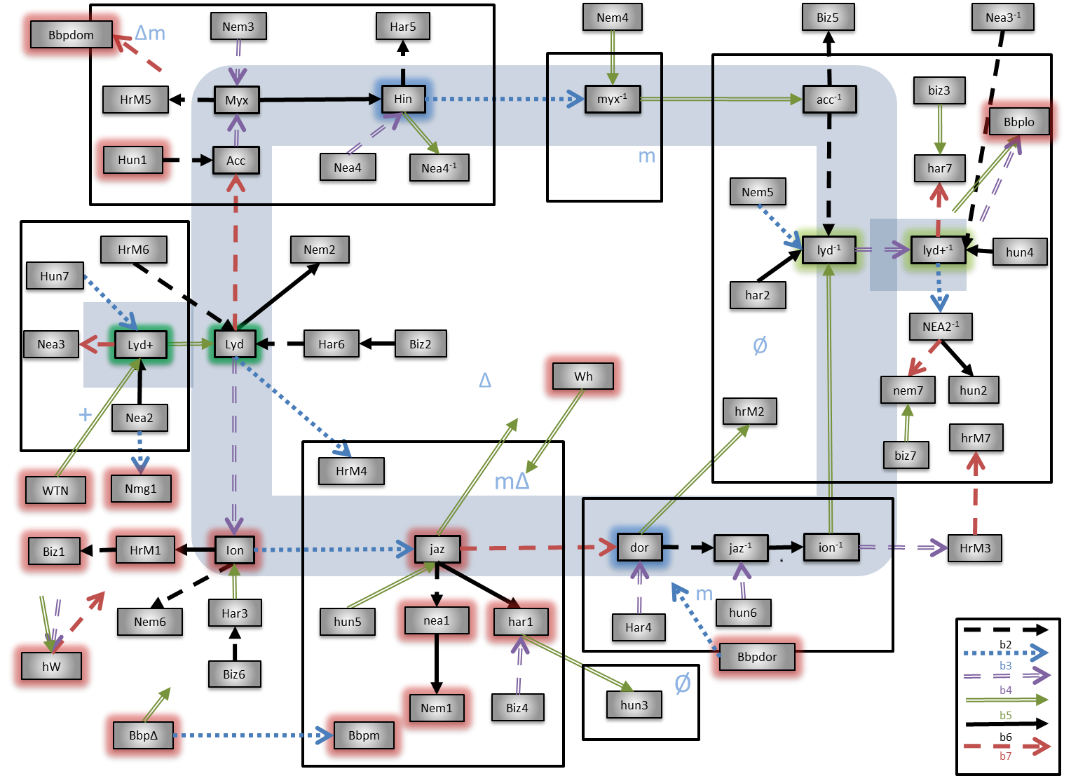 Nem4
Biz5
Nea3⁻¹
Nem3
Har5
Bbpdom
Δm
HrM5
Myx
Hin
myx⁻¹
acc⁻¹
biz3
Bbplo
Hun1
Acc
Nea4
Nea4⁻¹
m
har7
Nem5
HrM6
Nem2
lyd⁻¹
lyd+⁻¹
hun4
Hun7
har2
Nea3
Lyd+
Lyd
Har6
Biz2
NEA2⁻¹
Ø
Δ
Wh
nem7
hun2
+
Nea2
hrM2
hrM7
biz7
HrM4
WTN
Nmg1
mΔ
Biz1
HrM1
Ion
jaz
dor
jaz⁻¹
ion⁻¹
HrM3
m
Nem6
Har3
hun5
nea1
har1
Har4
hun6
hW
Biz6
Bbpdor
Ø
Nem1
Biz4
hun3
BbpΔ
Bbpm
b2
b3
b4
b5
b6
b7